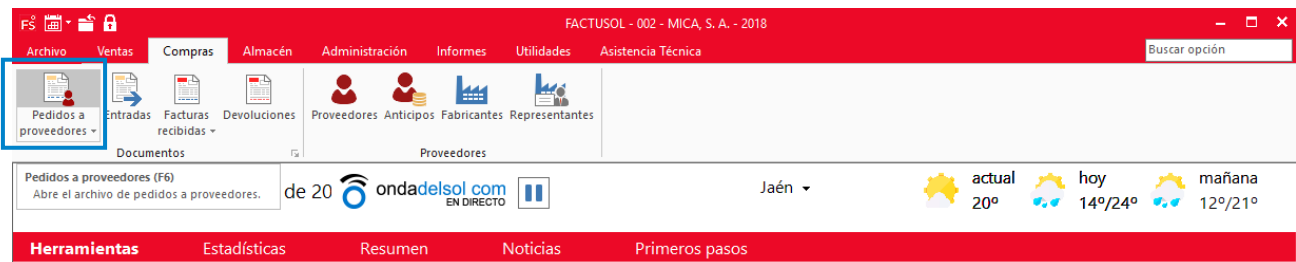 FS
FACTUSOL - 002 - MICA, S. A. - 2018
Archivo Ventas Compras Almacén Administración Informes Utilidades Asistencia Técnica
Buscar opción
Pedidos a proveedores
Entradas
Facturas recibidas
Devoluciones
Proveedores
Anticipos
Fabricantes
Representantes
Documentos
Proveedores
Pedidos a proveedores (F6)
Abre el archivo de pedidos a proveedores.
de 20
ondadelsol com
EN DIRECTO
Jaén
actual
20º
hoy
14º/24º
mañana
12º/21º
Herramientas Estadísticas Resumen Noticias Primeros pasos